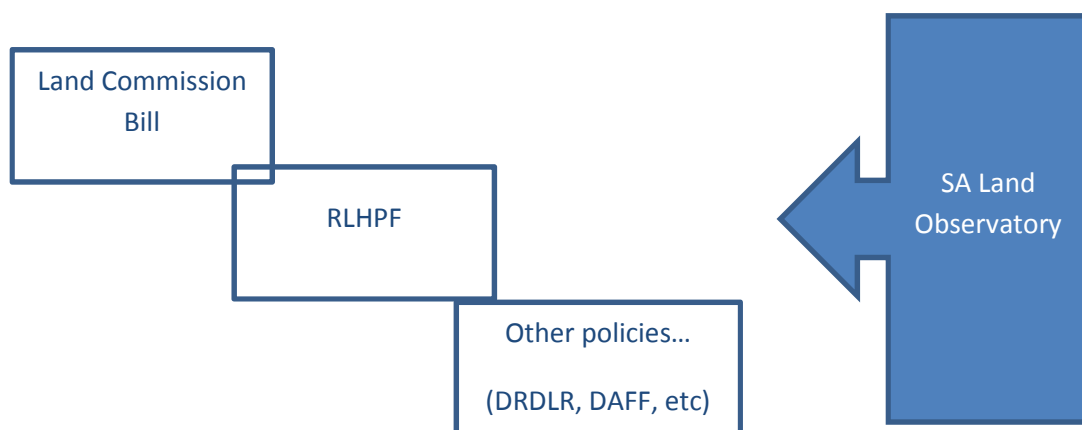 Land Commission
Bill
RLHPF
Other policies...
(DRDLR, DAFF, etc)
SA Land
Observatory